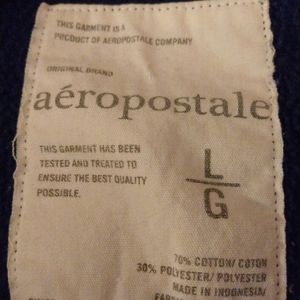 THIS GARMENT IS A
PRODUCT OF AEROPOSTALE COMPANY
ORIGINAL BRAND
aéropostale
THIS GARMENT HAS BEEN
TESTED AND TREATED TO
ENSURE THE BEST QUALITY
POSSIBLE.
L
G
70% COTTON/ COTON
30% POLYESTER/ POLYESTER
MADE IN INDONESIA/